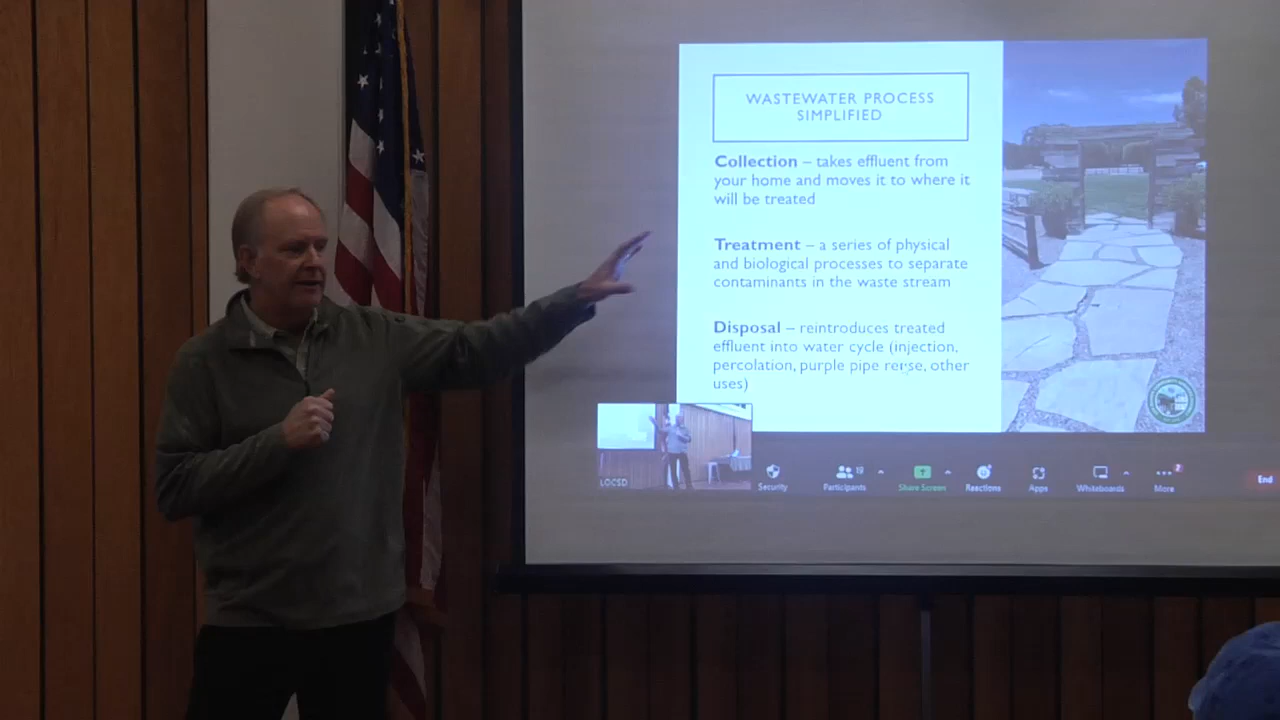 WASTEWATER PROCESS
SIMPLIFIED
Collection – takes effluent from
your home and moves it to where it
will be treated
Treatment – a series of physical
and biological processes to separate
contaminants in the waste stream
Disposal – reintroduces treated
effluent into water cycle (injection,
percolation, purple pipe reuse, other
uses)
LOCSD
Security
Participants
19
Share Screen
Reactions
Apps
Whiteboards
More
2
End